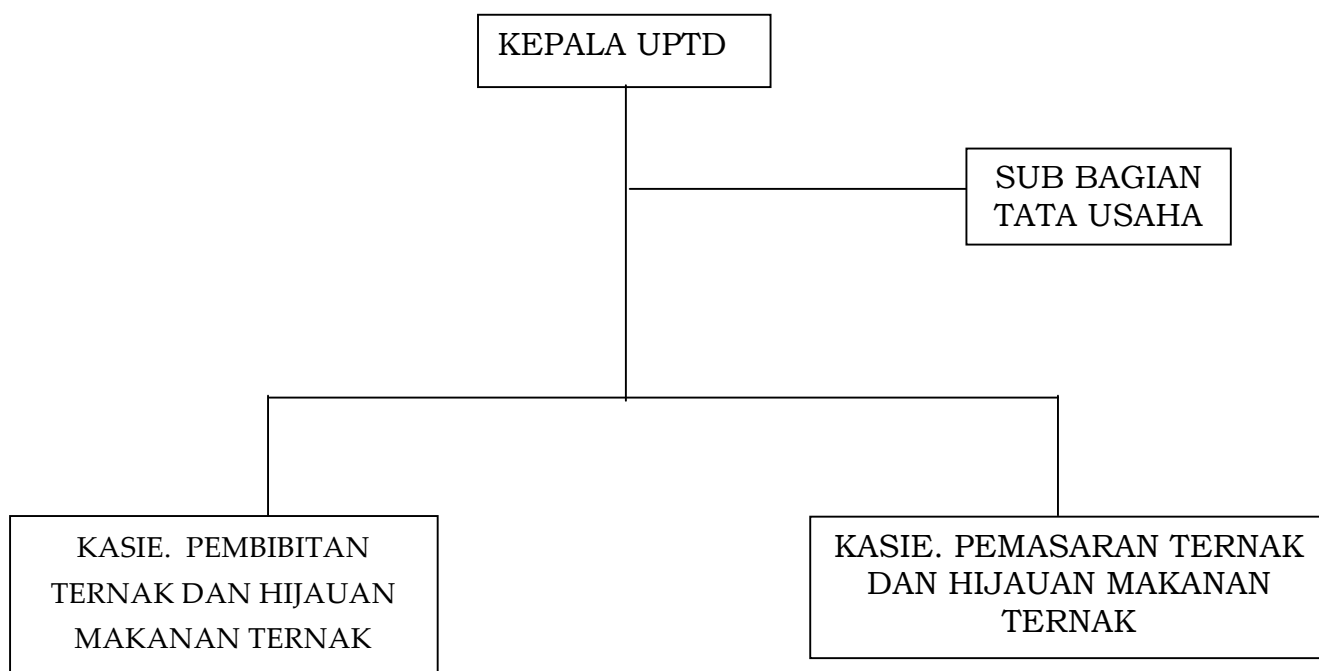 KEPALA UPTD
SUB BAGIAN
TATA USAHA
KASIE. PEMBIBITAN
TERNAK DAN HIJAUAN
MAKANAN TERNAK
KASIE. PEMASARAN TERNAK
DAN HIJAUAN MAKANAN
TERNAK